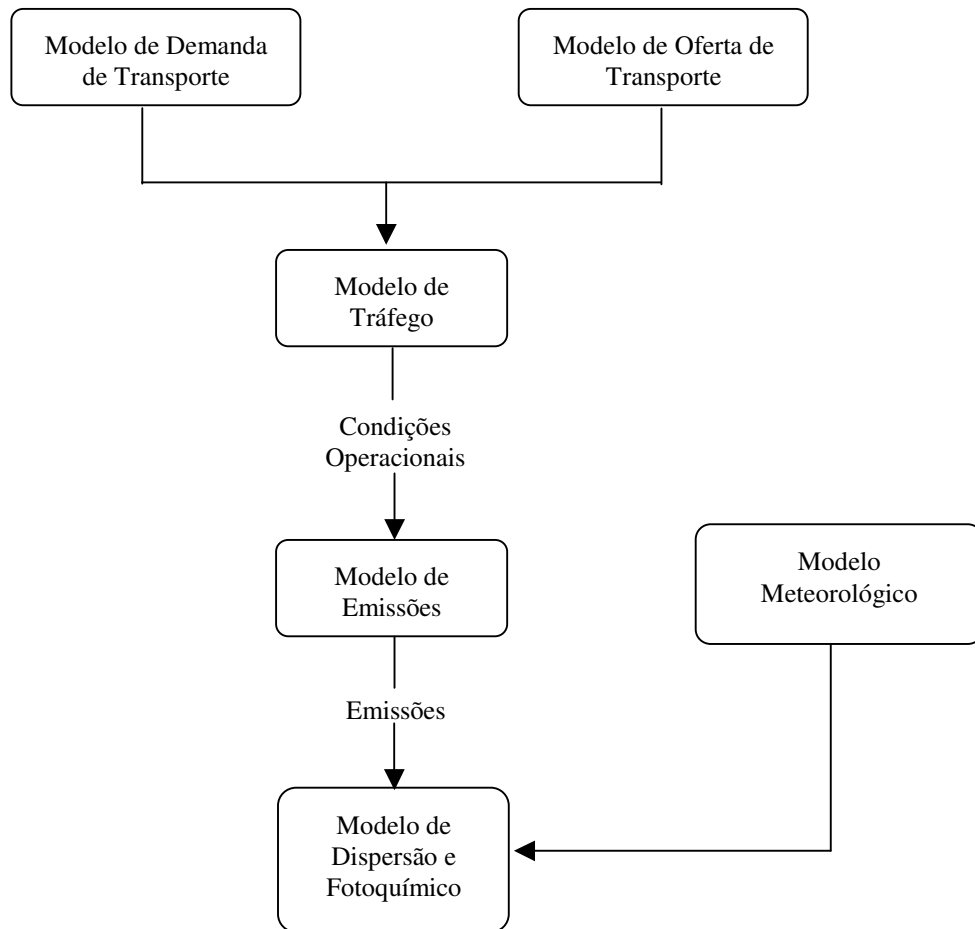 Modelo de Demanda
de Transporte
Modelo de Oferta de
Transporte
Modelo de
Tráfego
Condições
Operacionais
Modelo de
Emissões
Modelo
Meteorológico
Emissões
Modelo de
Dispersão e
Fotoquímico